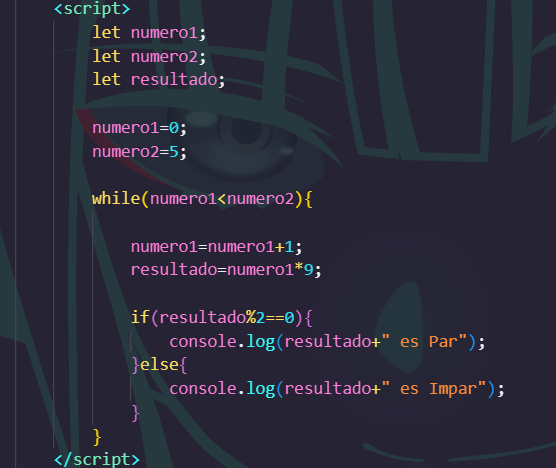 <script>
let numero1;
let numero2;
let resultado;
numero1=0;
numero2=5;
while(numero1<numero2){
numero1=numero1+1;
resultado=numero1*9;
if(resultado%2==0){
console.log(resultado+" es Par");
}else{
console.log(resultado+" es Impar");
}
}
</script>